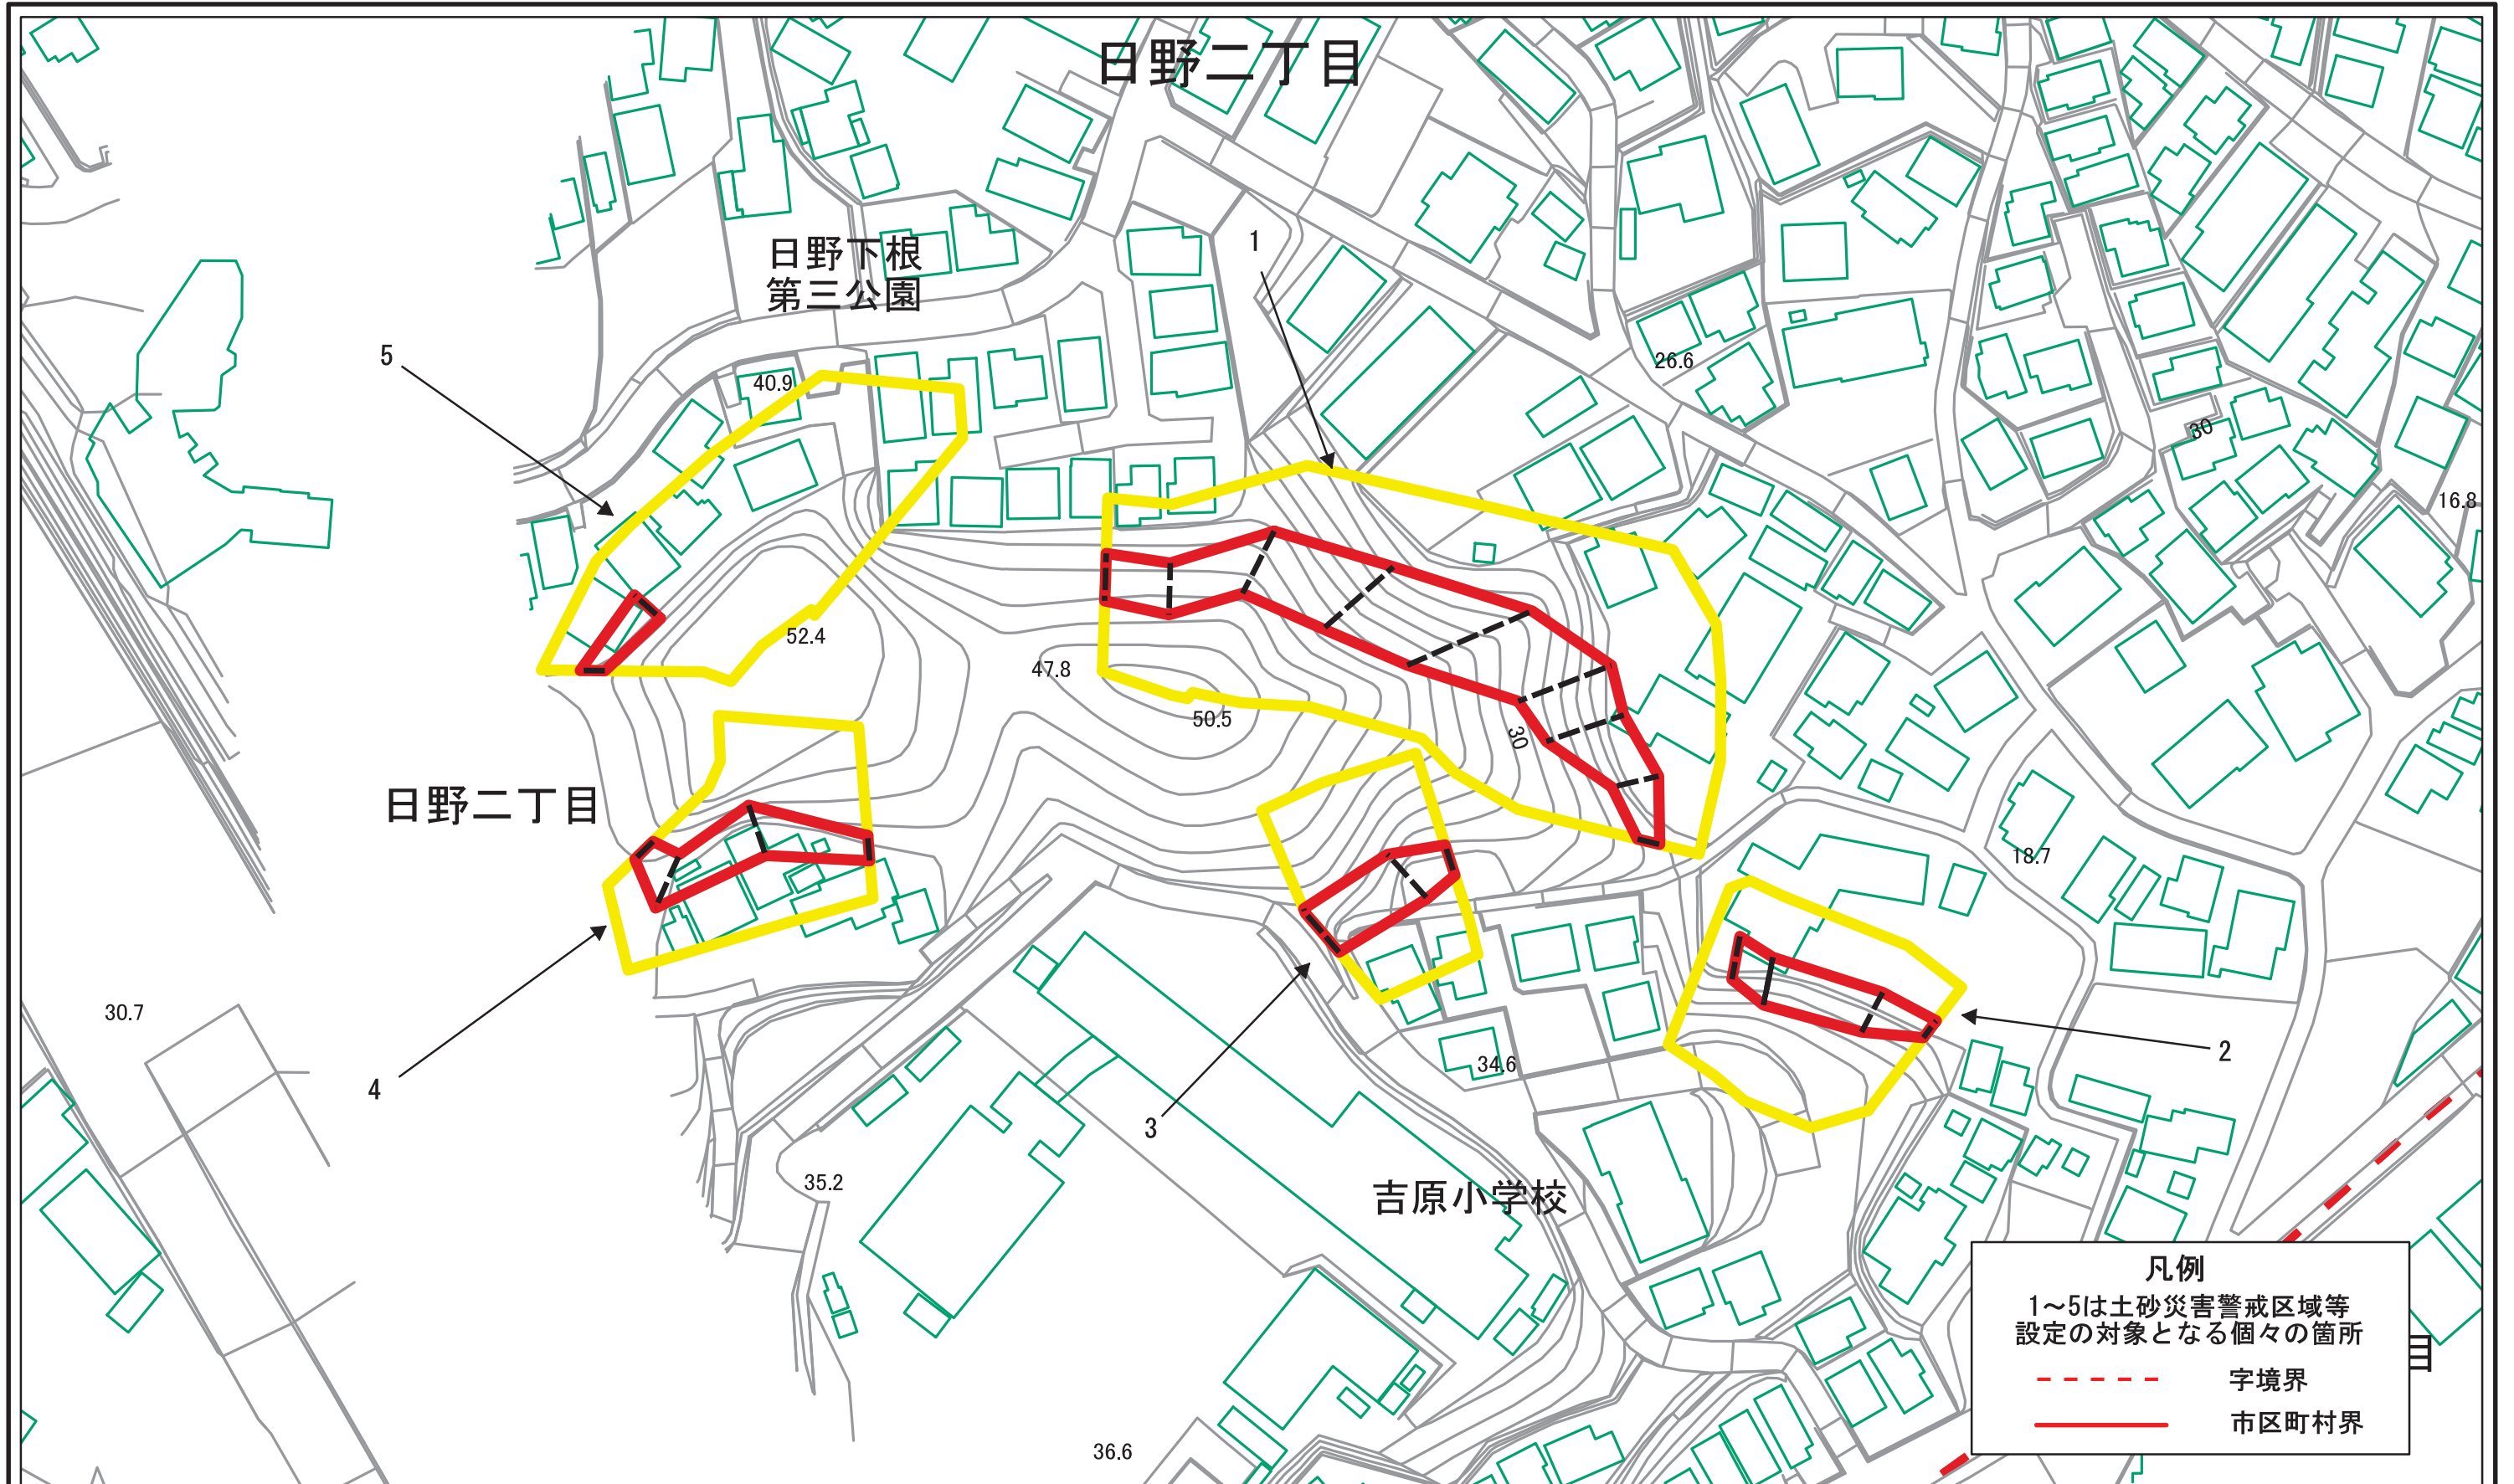 日野二丁目
日野下根
第三公園
1
5
40.9
26.6
30
16.8
52.4
47.8
50.5
30
日野二丁目
18.7
30.7
4
3
34.6
2
35.2
吉原小学校
36.6
凡例
1～5は土砂災害警戒区域等
設定の対象となる個々の箇所
字境界
市区町村界
目